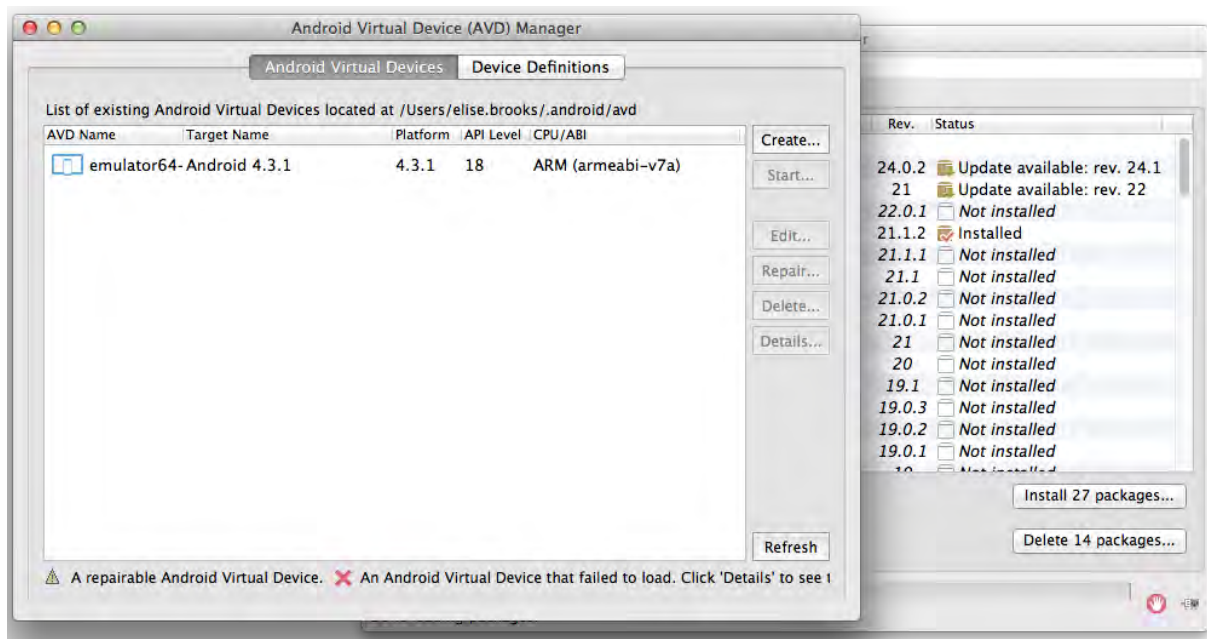 Android Virtual Device (AVD) Manager
Android Virtual Devices Device Definitions
List of existing Android Virtual Devices located at /Users/elise.brooks/.android/avd
AVD Name Target Name Platform API Level CPU/ABI
emulator64- Android 4.3.1 4.3.1 18 ARM (armeabi-v7a)
Create...
Start...
Edit...
Repair...
Delete...
Details...
Refresh
A repairable Android Virtual Device. An Android Virtual Device that failed to load. Click 'Details' to see
r
Rev. Status
24.0.2 Update available: rev. 24.1
21 Update available: rev. 22
22.0.1 Not installed
21.1.2 Installed
21.1.1 Not installed
21.1 Not installed
21.0.2 Not installed
21.0.1 Not installed
21 Not installed
20 Not installed
19.1 Not installed
19.0.3 Not installed
19.0.2 Not installed
19.0.1 Not installed
Install 27 packages...
Delete 14 packages...